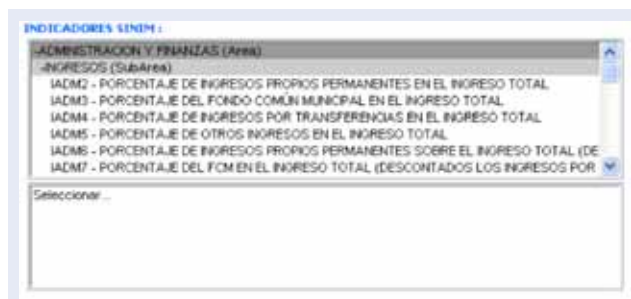 INDICADORES SINIM :
-ADMINISTRACION Y FINANZAS (Area)
-INGRESOS (SubArea)
IADM2 - PORCENTAJE DE INGRESOS PROPIOS PERMANENTES EN EL INGRESO TOTAL
IADM3 - PORCENTAJE DEL FONDO COMÚN MUNICIPAL EN EL INGRESO TOTAL
IADM4 - PORCENTAJE DE INGRESOS POR TRANSFERENCIAS EN EL INGRESO TOTAL
IADM5 - PORCENTAJE DE OTROS INGRESOS EN EL INGRESO TOTAL
IADM6 - PORCENTAJE DE INGRESOS PROPIOS PERMANENTES SOBRE EL INGRESO TOTAL (DE
IADM7 - PORCENTAJE DEL FCM EN EL INGRESO TOTAL (DESCONTADOS LOS INGRESOS POR
Seleccionar...